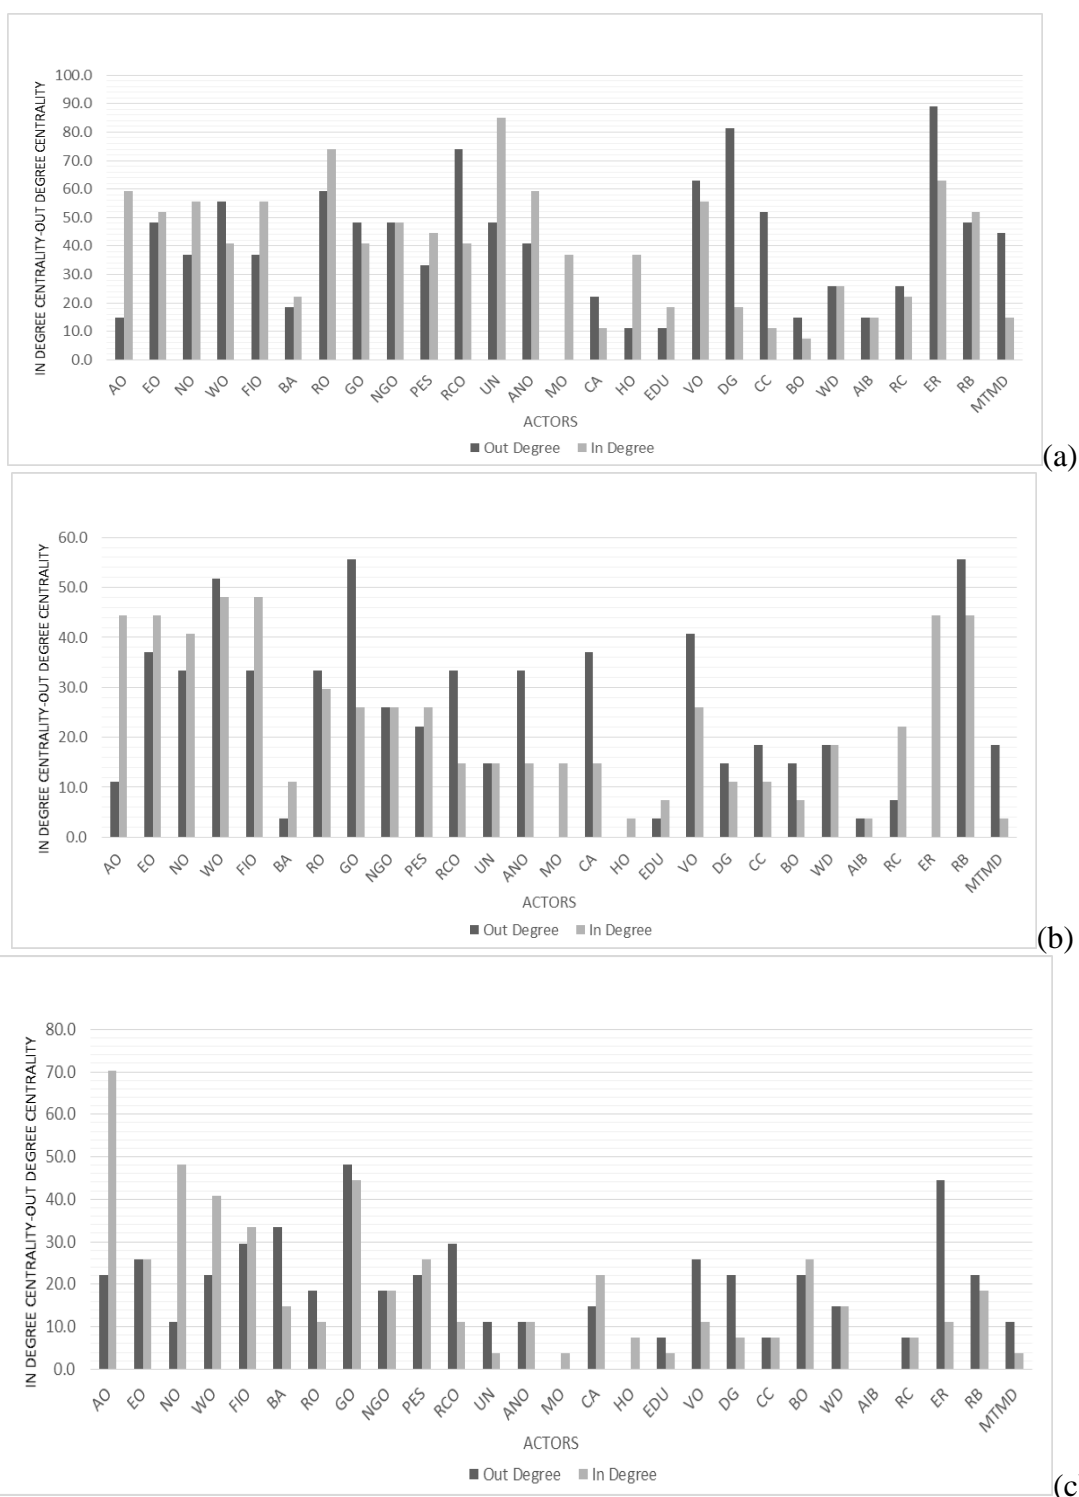 IN DEGREE CENTRALITY-OUT DEGREE CENTRALITY
100.0
90.0
80.0
70.0
60.0
50.0
40.0
30.0
20.0
10.0
0.0
AO EO NO WO FIO BA RO GO NGO PES RCO UN ANO MO CA HO EDU VO DG CC BO WD AIB RC ER RB MTMD
ACTORS
Out Degree In Degree
(a)
IN DEGREE CENTRALITY-OUT DEGREE CENTRALITY
60.0
50.0
40.0
30.0
20.0
10.0
0.0
AO EO NO WO FIO BA RO GO NGO PES RCO UN ANO MO CA HO EDU VO DG CC BO WD AIB RC ER RB MTMD
ACTORS
Out Degree In Degree
(b)
IN DEGREE CENTRALITY-OUT DEGREE CENTRALITY
80.0
70.0
60.0
50.0
40.0
30.0
20.0
10.0
0.0
AO EO NO WO FIO BA RO GO NGO PES RCO UN ANO MO CA HO EDU VO DG CC BO WD AIB RC ER RB MTMD
ACTORS
Out Degree In Degree
(c